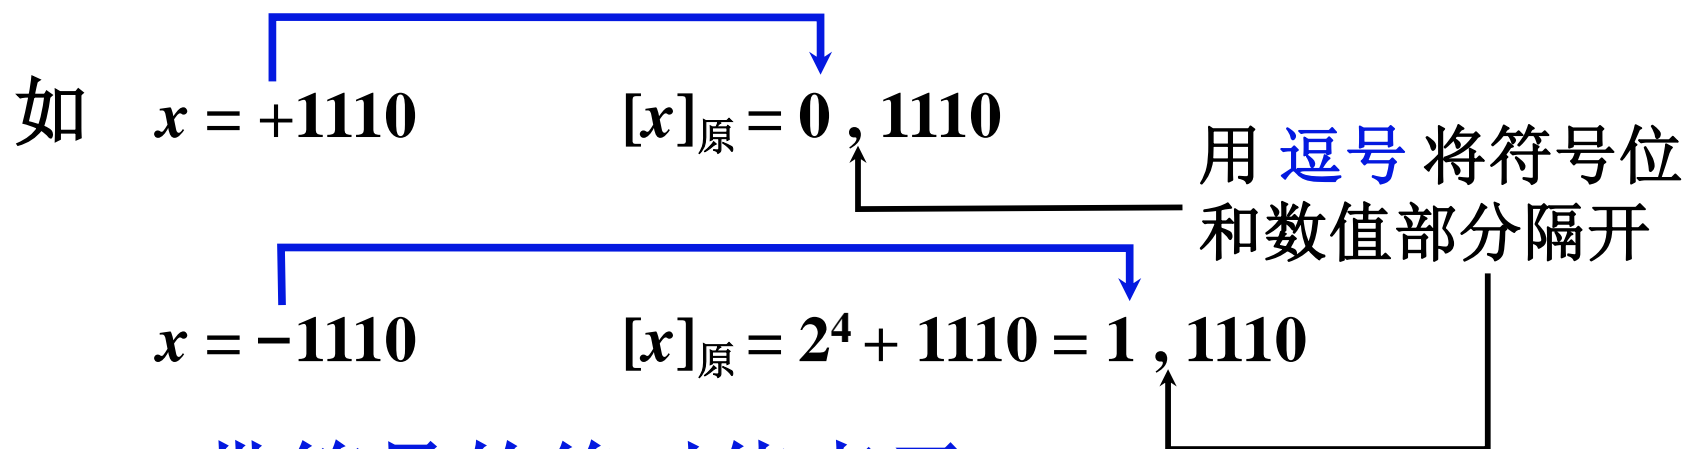 如 x = +1110 [x]原 = 0 , 1110
用 逗号 将符号位
和数值部分隔开
x = −1110 [x]原 = 2⁴ + 1110 = 1 , 1110